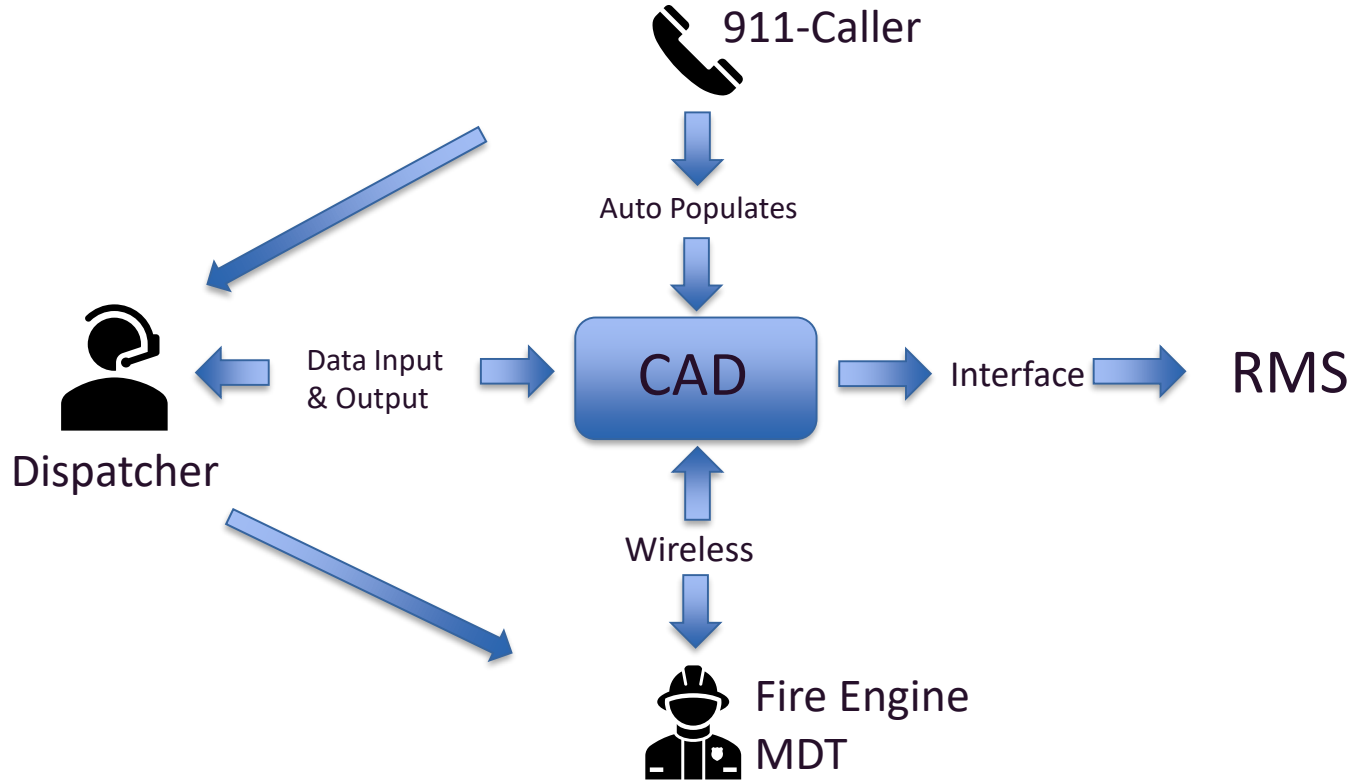 911-Caller
Auto Populates
Data Input
& Output
CAD
Interface
RMS
Dispatcher
Wireless
Fire Engine
MDT